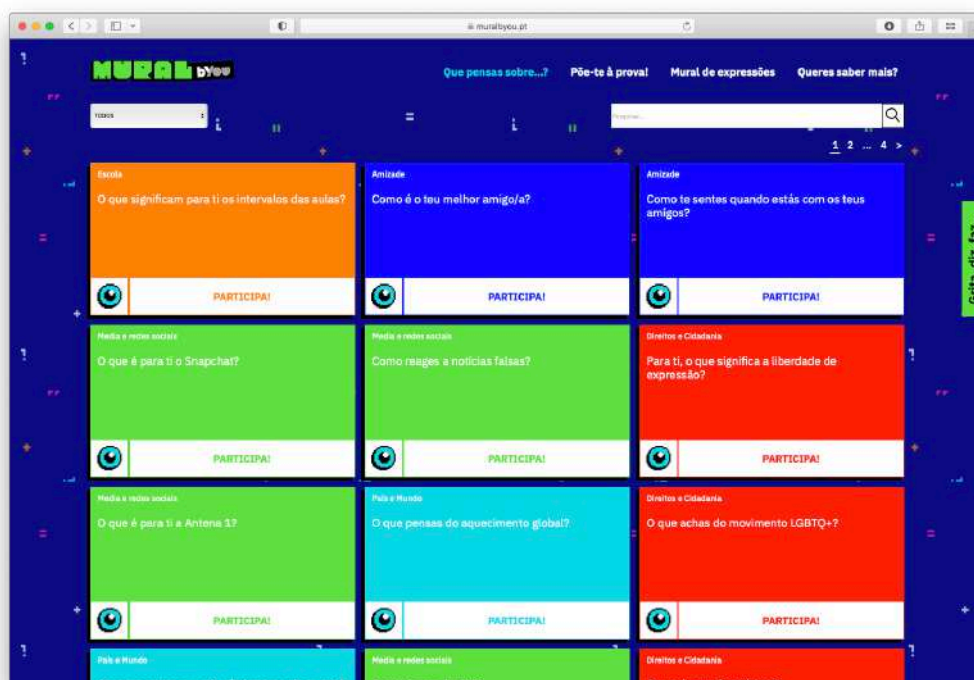 muralbyou.pt
MURAL byYou
Que pensas sobre...?
Põe-te à prova!
Mural de expressões
Queres saber mais?
TODOS
Pesquisar...
1 2 ... 4 >
Escola
O que significam para ti os intervalos das aulas?
PARTICIPA!
Amizade
Como é o teu melhor amigo/a?
PARTICIPA!
Amizade
Como te sentes quando estás com os teus
amigos?
PARTICIPA!
Grita, diz, faz
Media e redes sociais
O que é para ti o Snapchat?
PARTICIPA!
Media e redes sociais
Como reages a notícias falsas?
PARTICIPA!
Direitos e Cidadania
Para ti, o que significa a liberdade de
expressão?
PARTICIPA!
Media e redes sociais
O que é para ti a Antena 1?
PARTICIPA!
País e Mundo
O que pensas do aquecimento global?
PARTICIPA!
Direitos e Cidadania
O que achas do movimento LGBTQ+?
PARTICIPA!
País e Mundo
Media e redes sociais
Direitos e Cidadania